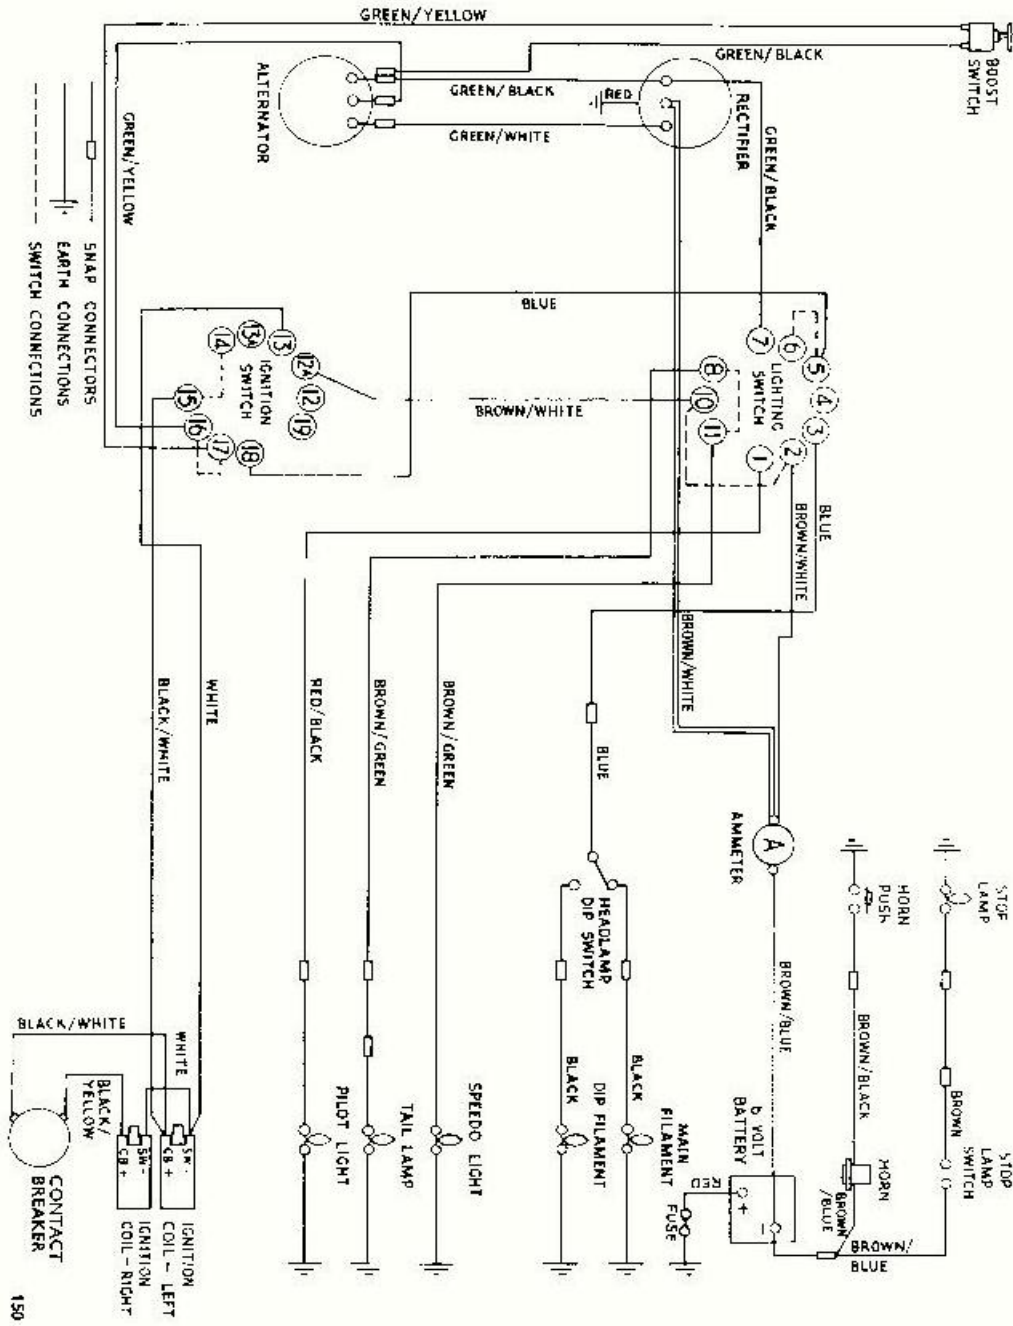 GREEN/YELLOW
BOOST
SWITCH
GREEN/BLACK
ALTERNATOR
GREEN/BLACK
RED
RECTIFIER
GREEN/WHITE
GREEN/BLACK
GREEN/YELLOW
SNAP CONNECTORS
EARTH CONNECTIONS
SWITCH CONNECTIONS
BLUE
14
13A
13
12A
12
19
18
17
16
15
IGNITION
SWITCH
BROWN/WHITE
7
6
5
4
3
2
1
8
10
11
LIGHTING
SWITCH
BLUE
BROWN/WHITE
BROWN/WHITE
WHITE
BLACK/WHITE
RED/BLACK
BROWN/GREEN
BROWN/GREEN
BLUE
AMMETER
A
HEADLAMP
DIP SWITCH
HORN
PUSH
STOP
LAMP
BROWN/BLUE
BROWN/BLACK
BROWN
BLACK/WHITE
WHITE
BLACK/
YELLOW
BLACK
BLACK
PILOT LIGHT
TAIL LAMP
SPEEDO LIGHT
DIP FILAMENT
MAIN
FILAMENT
6 VOLT
BATTERY
+
-
RED
FUSE
HORN
STOP
LAMP
SWITCH
BROWN
/BLUE
BROWN/
BLUE
SW-
CB +
SW-
CB +
CONTACT
BREAKER
IGNITION
COIL - LEFT
IGNITION
COIL - RIGHT
150